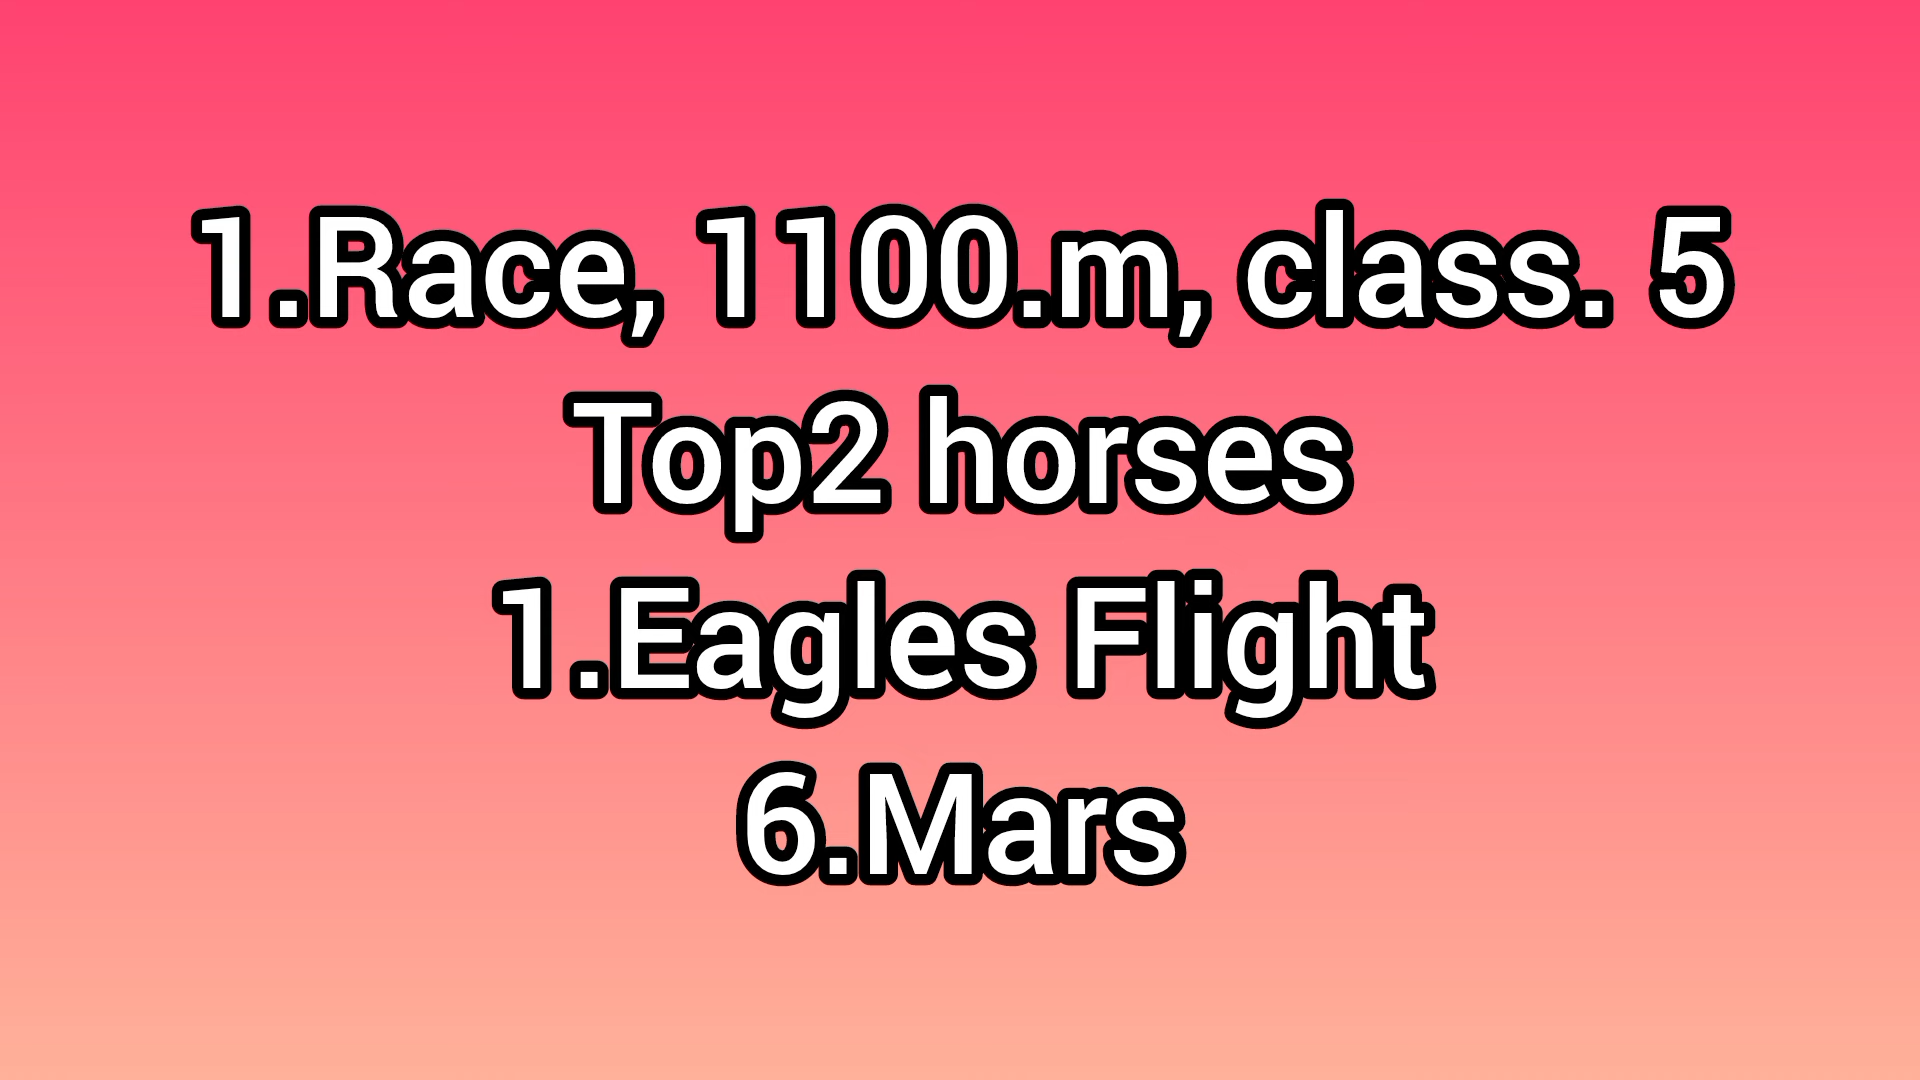 1.Race, 1100.m, class. 5
Top2 horses
1.Eagles Flight
6.Mars